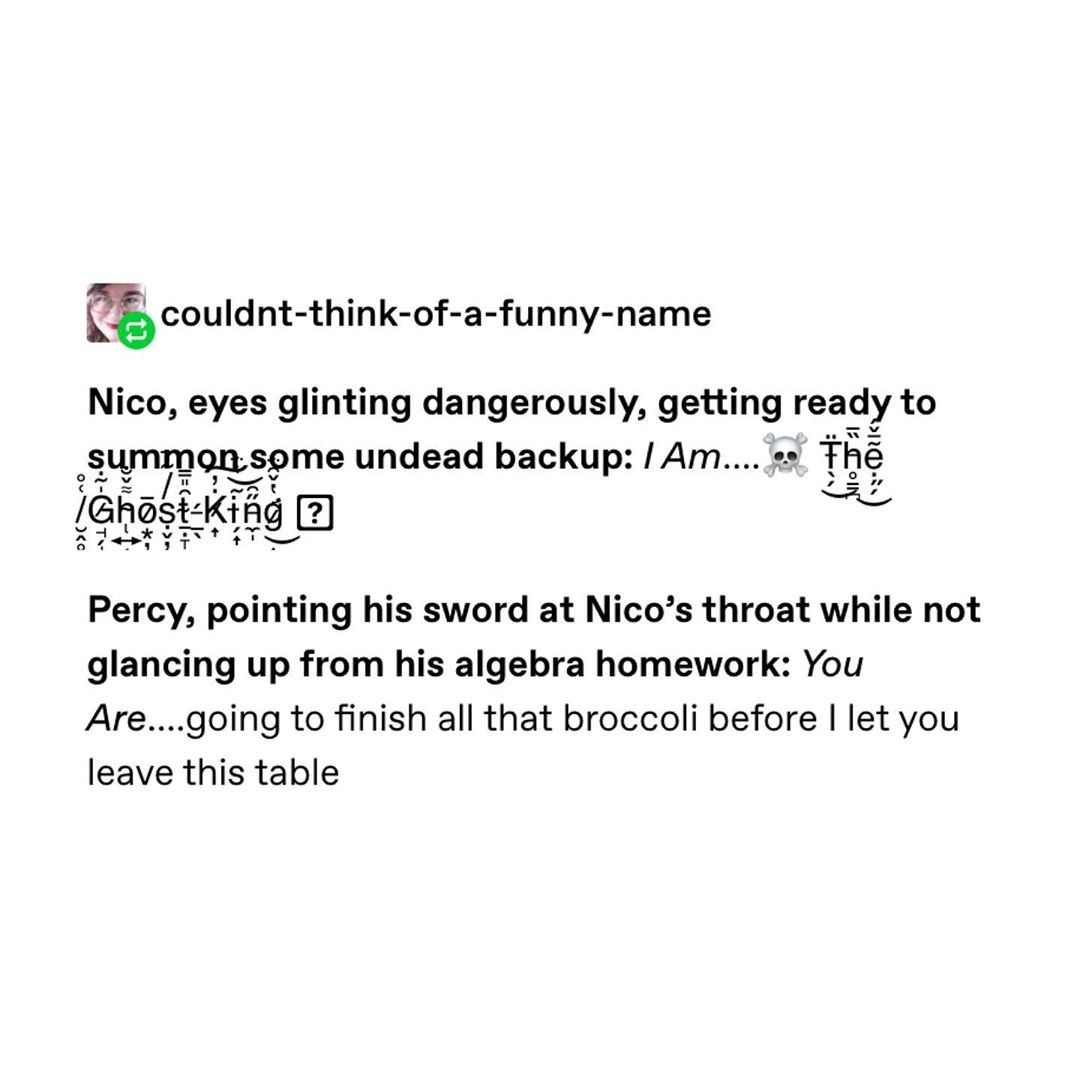 couldnt-think-of-a-funny-name
Nico, eyes glinting dangerously, getting ready to
summon some undead backup: I Am....☠️ The
/Ghost-King ?
Percy, pointing his sword at Nico’s throat while not
glancing up from his algebra homework: You
Are....going to finish all that broccoli before I let you
leave this table